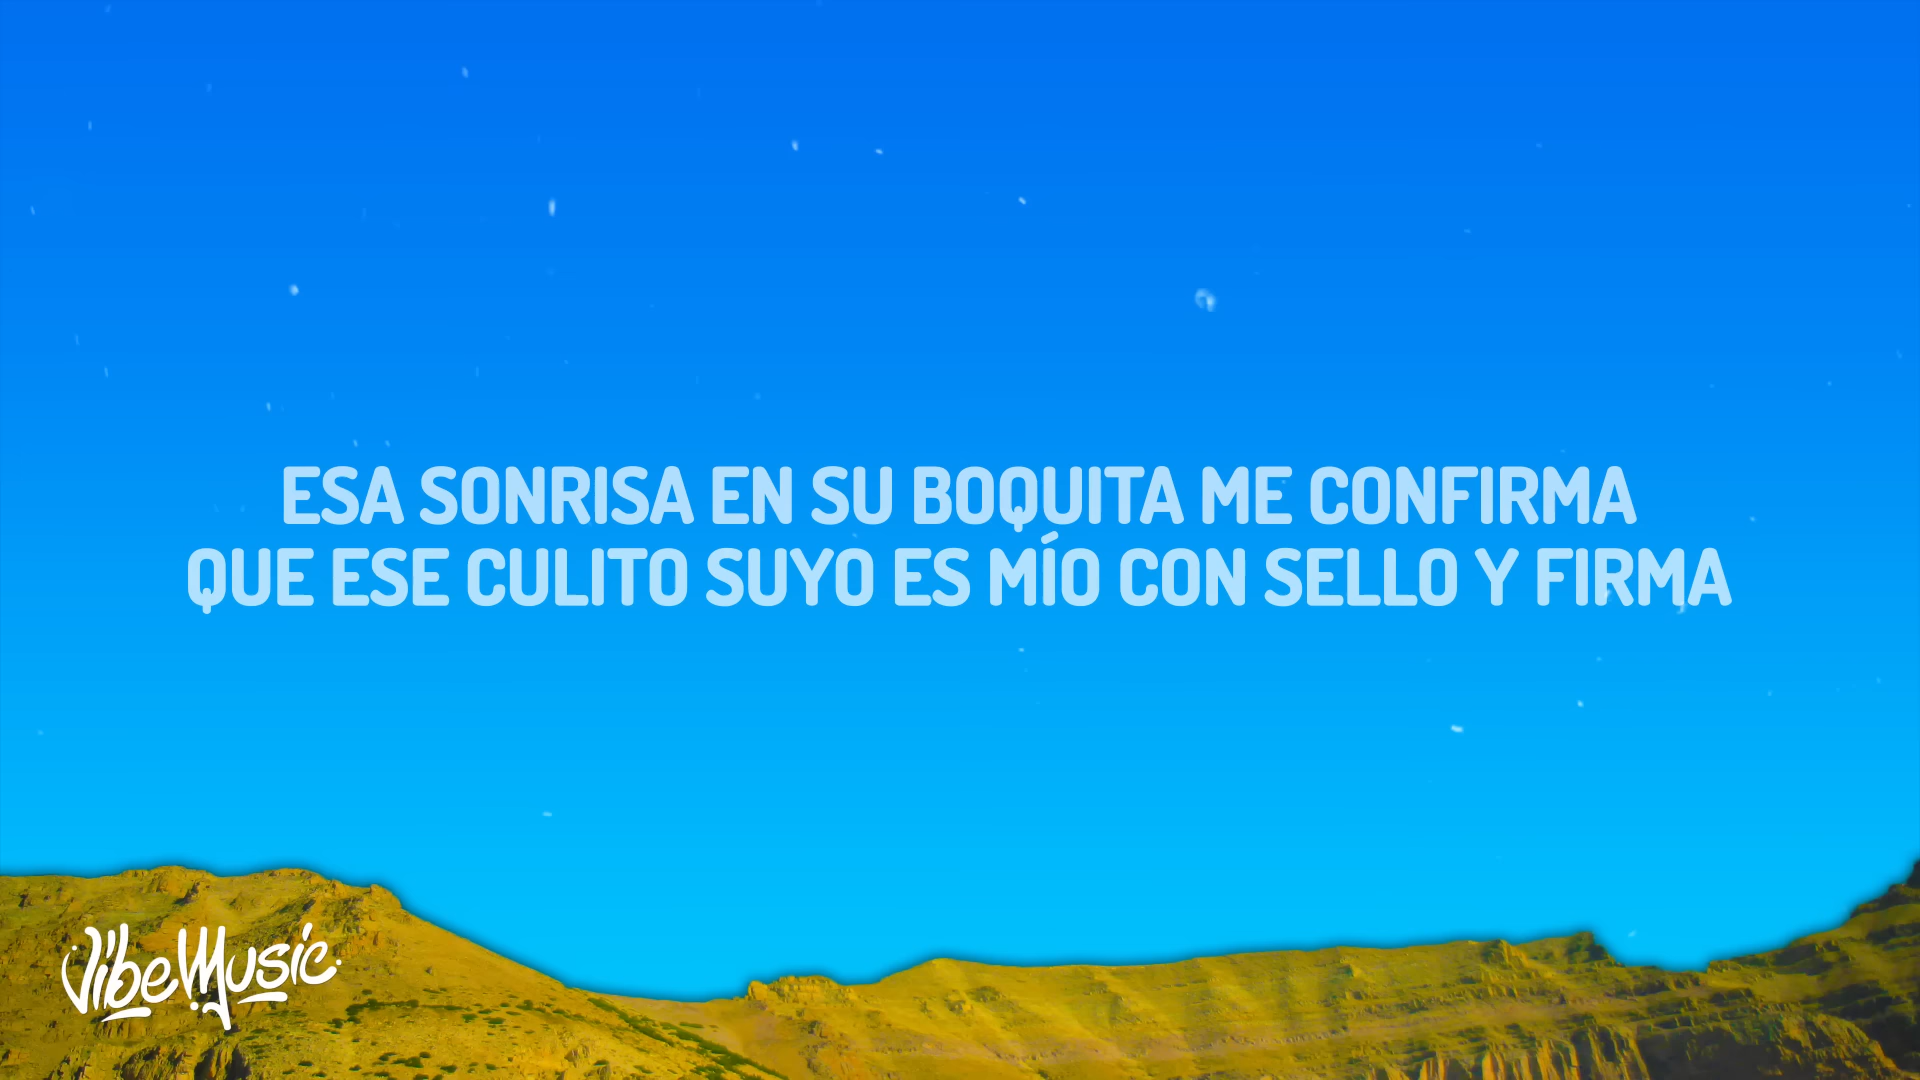 ESA SONRISA EN SU BOQUITA ME CONFIRMA
QUE ESE CULITO SUYO ES MÍO CON SELLO Y FIRMA
VibeMusic